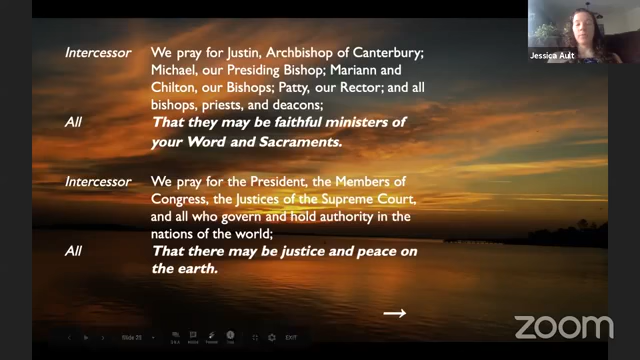 Intercessor We pray for Justin, Archbishop of Canterbury;
Michael, our Presiding Bishop; Mariann and
Chilton, our Bishops; Patty, our Rector; and all
bishops, priests, and deacons;
All That they may be faithful ministers of
your Word and Sacraments.
Intercessor We pray for the President, the Members of
Congress, the Justices of the Supreme Court,
and all who govern and hold authority in the
nations of the world;
All That there may be justice and peace on
the earth.
Jessica Ault
EXIT
zoom